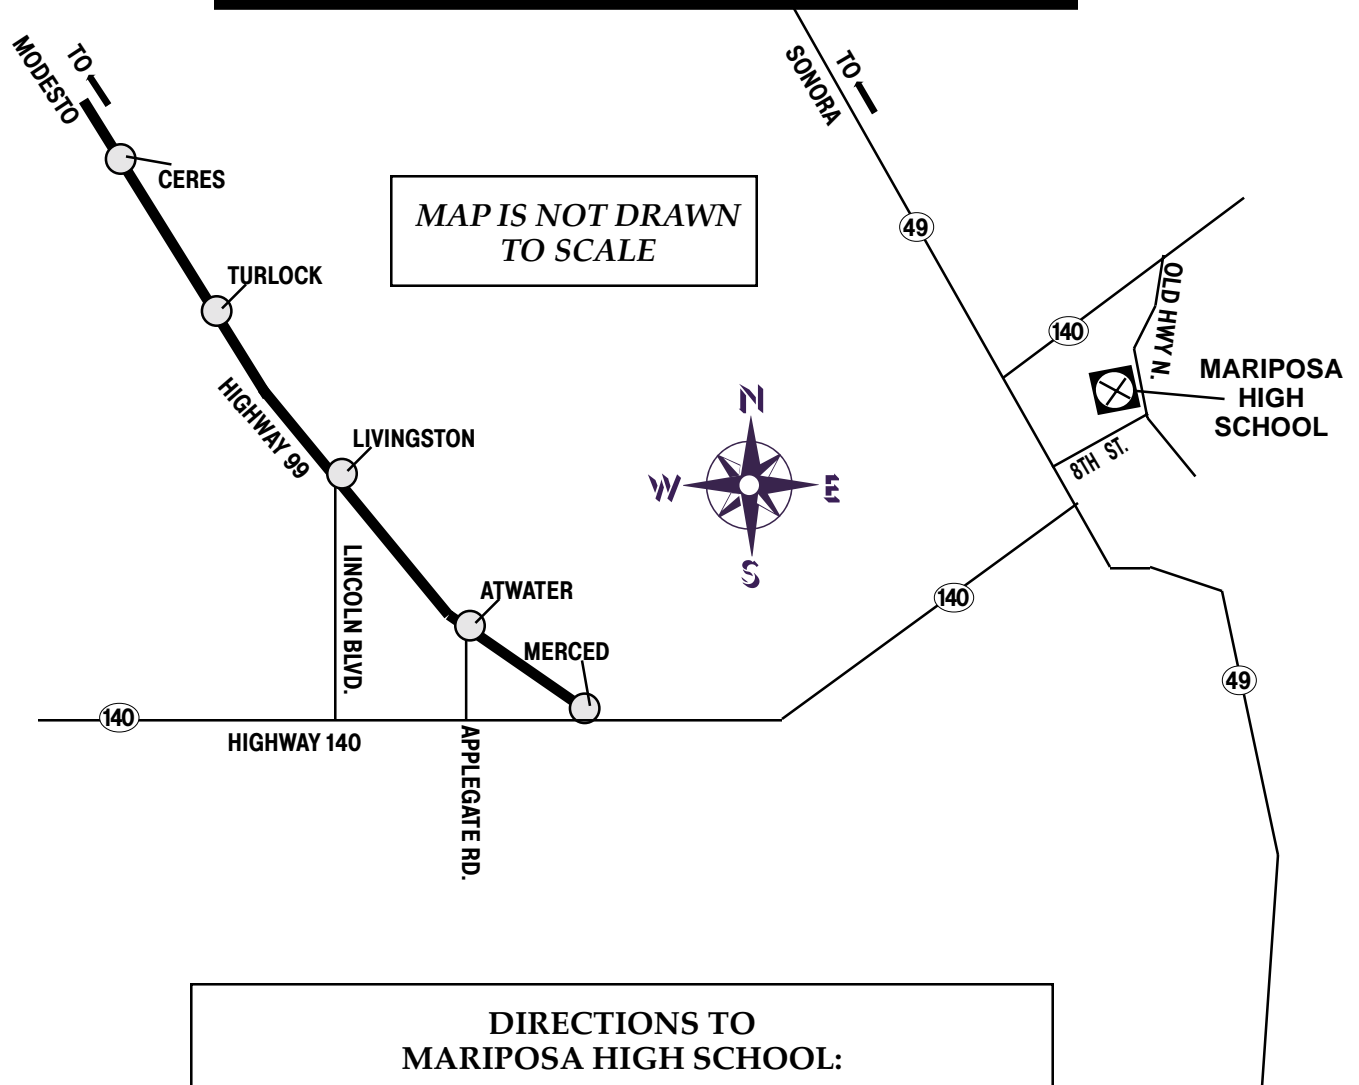 TO
MODESTO
CERES
TURLOCK
HIGHWAY 99
LIVINGSTON
LINCOLN BLVD.
ATWATER
MERCED
140
HIGHWAY 140
APPLEGATE RD.
MAP IS NOT DRAWN
TO SCALE
N
W
E
S
TO
SONORA
49
140
OLD HWY N.
MARIPOSA
HIGH
SCHOOL
8TH ST.
140
49
DIRECTIONS TO
MARIPOSA HIGH SCHOOL: